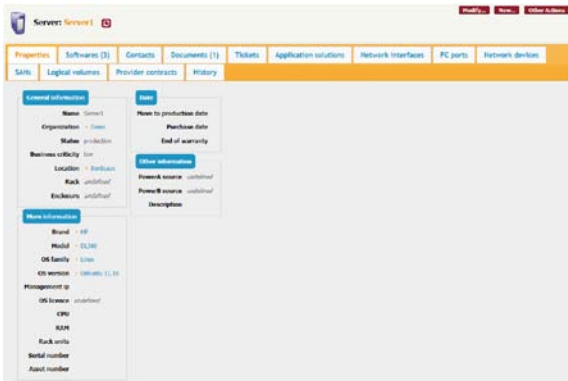 Modify... New... Other Actions
Server: Server1
Properties Softwares (3) Contacts Documents (1) Tickets Application solutions Network interfaces FC ports Network devices
SANs Logical volumes Provider contracts History
General information
Name Server1
Organization Demo
Status production
Business criticity low
Location Bordeaux
Rack undefined
Enclosure undefined
Date
Move to production date
Purchase date
End of warranty
Other information
PowerA source undefined
PowerB source undefined
Description
More information
Brand HP
Model DL380
OS family Linux
OS version
Management ip
OS licence undefined
CPU
RAM
Rack units
Serial number
Asset number